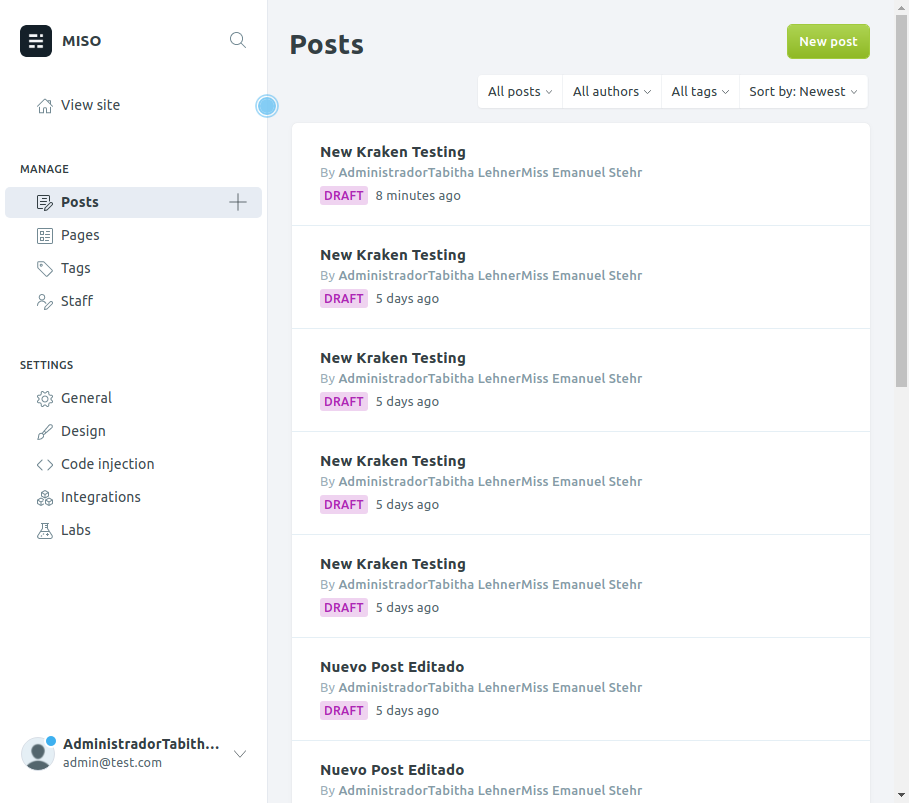 MISO
View site
MANAGE
Posts
Pages
Tags
Staff
SETTINGS
General
Design
Code injection
Integrations
Labs
AdministradorTabith...
admin@test.com
Posts
New post
All posts
All authors
All tags
Sort by: Newest
New Kraken Testing
By AdministradorTabitha LehnerMiss Emanuel Stehr
DRAFT 8 minutes ago
New Kraken Testing
By AdministradorTabitha LehnerMiss Emanuel Stehr
DRAFT 5 days ago
New Kraken Testing
By AdministradorTabitha LehnerMiss Emanuel Stehr
DRAFT 5 days ago
New Kraken Testing
By AdministradorTabitha LehnerMiss Emanuel Stehr
DRAFT 5 days ago
New Kraken Testing
By AdministradorTabitha LehnerMiss Emanuel Stehr
DRAFT 5 days ago
Nuevo Post Editado
By AdministradorTabitha LehnerMiss Emanuel Stehr
DRAFT 5 days ago
Nuevo Post Editado
By AdministradorTabitha LehnerMiss Emanuel Stehr